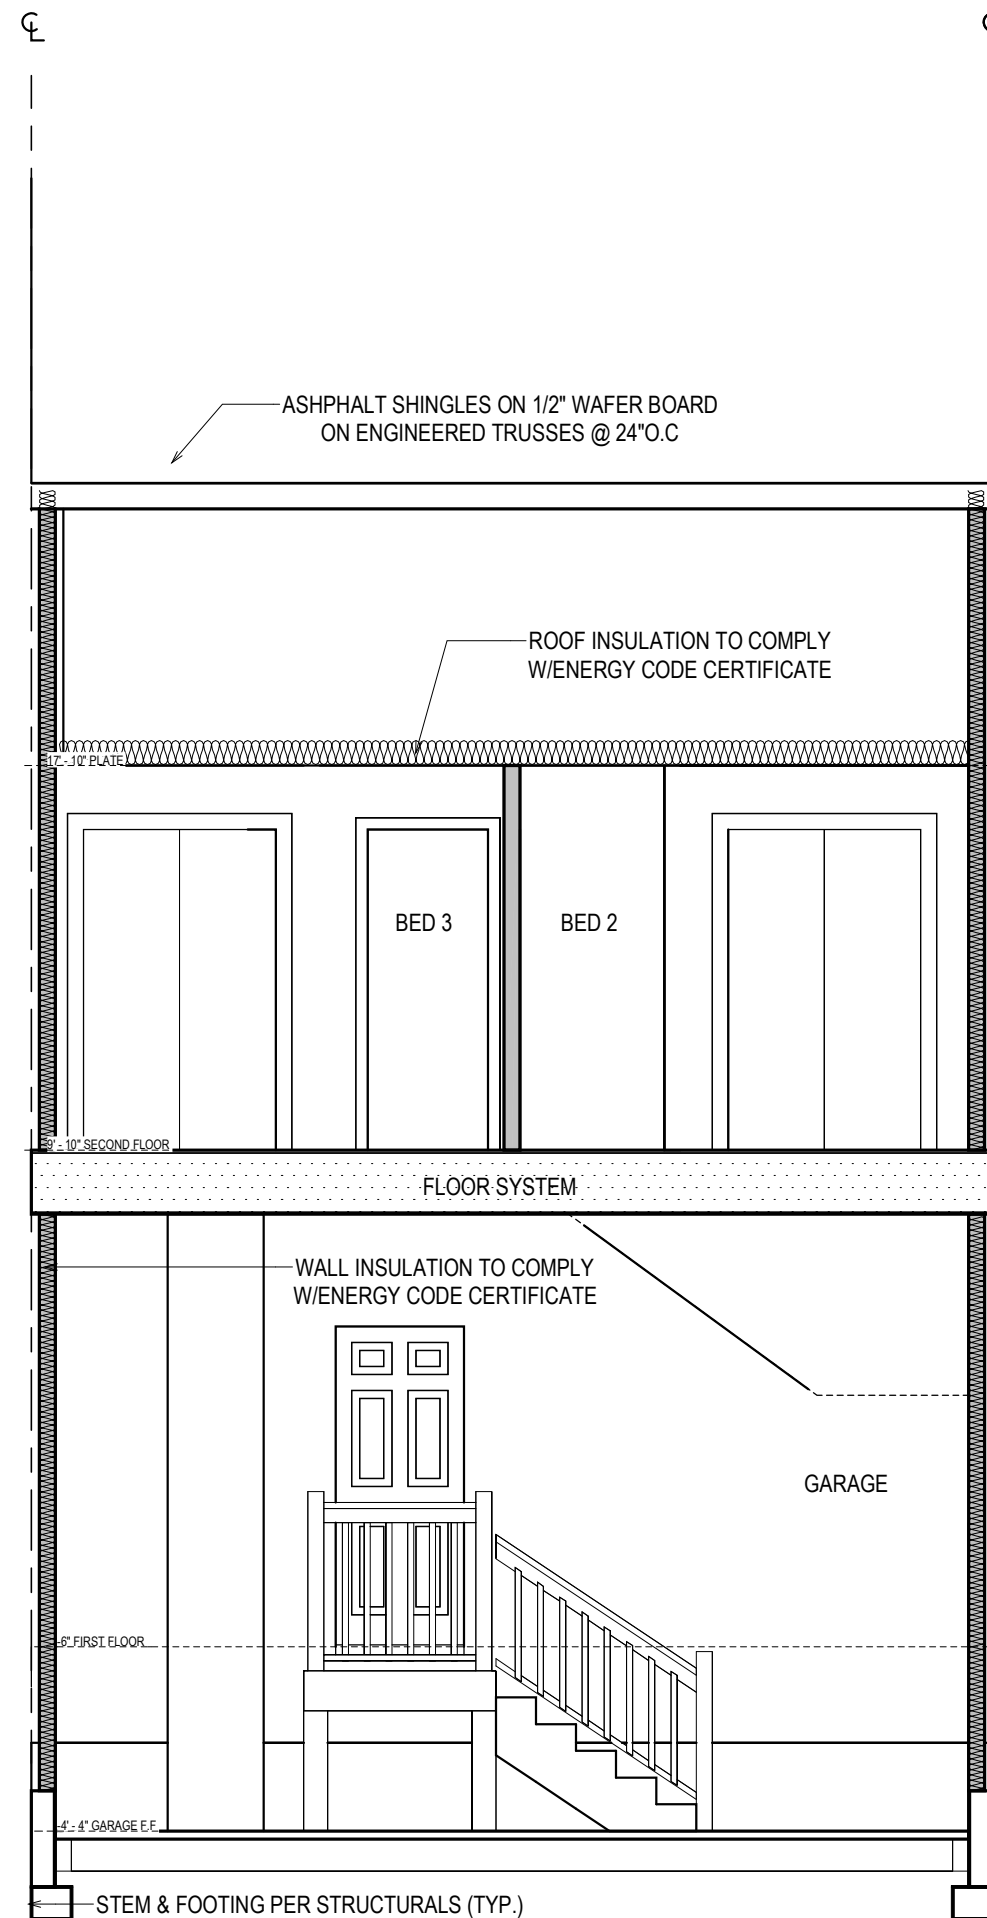 ℄
ASHPHALT SHINGLES ON 1/2" WAFER BOARD
ON ENGINEERED TRUSSES @ 24"O.C
ROOF INSULATION TO COMPLY
W/ENERGY CODE CERTIFICATE
17' - 10" PLATE
BED 3
BED 2
9' - 10" SECOND FLOOR
FLOOR SYSTEM
WALL INSULATION TO COMPLY
W/ENERGY CODE CERTIFICATE
GARAGE
-6" FIRST FLOOR
-4' - 4" GARAGE F.F.
STEM & FOOTING PER STRUCTURALS (TYP.)